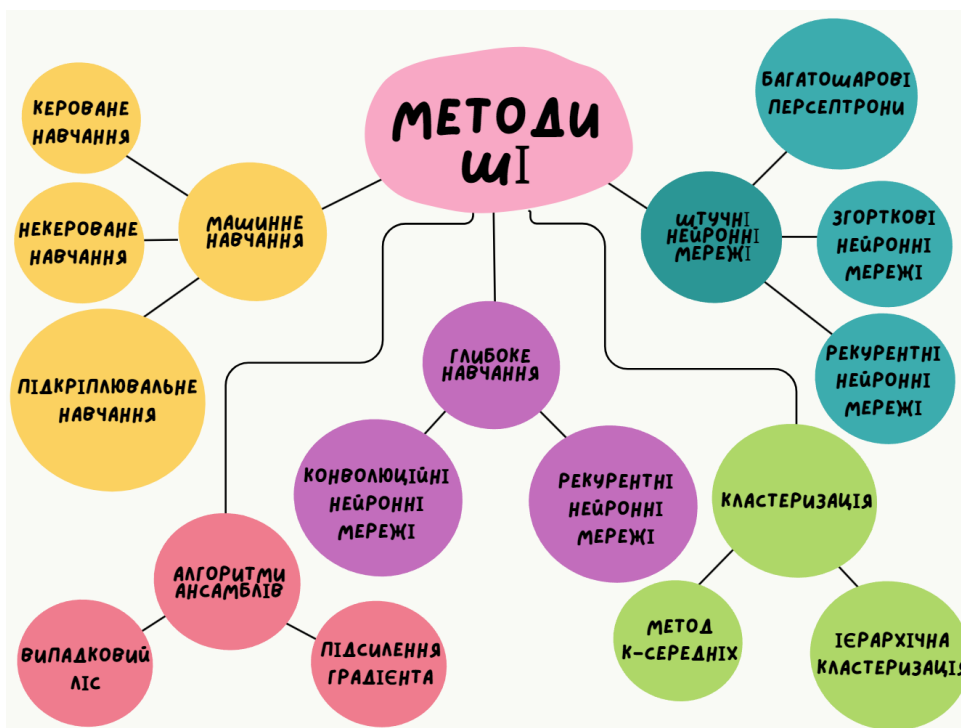 МЕТОДИ
ШІ
КЕРОВАНЕ
НАВЧАННЯ
НЕКЕРОВАНЕ
НАВЧАННЯ
ПІДКРІПЛЮВАЛЬНЕ
НАВЧАННЯ
МАШИННЕ
НАВЧАННЯ
БАГАТОШАРОВІ
ПЕРСЕПТРОНИ
ШТУЧНІ
НЕЙРОННІ
МЕРЕЖІ
ЗГОРТКОВІ
НЕЙРОННІ
МЕРЕЖІ
РЕКУРЕНТНІ
НЕЙРОННІ
МЕРЕЖІ
ГЛИБОКЕ
НАВЧАННЯ
КОНВОЛЮЦІЙНІ
НЕЙРОННІ
МЕРЕЖІ
РЕКУРЕНТНІ
НЕЙРОННІ
МЕРЕЖІ
КЛАСТЕРИЗАЦІЯ
МЕТОД
К-СЕРЕДНІХ
ІЄРАРХІЧНА
КЛАСТЕРИЗАЦІЯ
АЛГОРИТМИ
АНСАМБЛІВ
ВИПАДКОВИЙ
ЛІС
ПІДСИЛЕННЯ
ГРАДІЄНТА